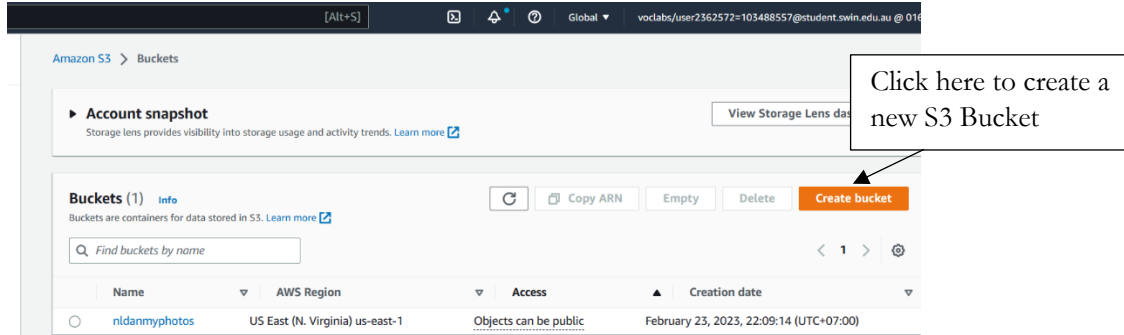 [Alt+S] Global ▼ voclabs/user2362572=103488557@student.swin.edu.au @ 016
Amazon S3 > Buckets
Click here to create a
new S3 Bucket
▶ Account snapshot
View Storage Lens das
Storage lens provides visibility into storage usage and activity trends. Learn more
Buckets (1) Info
Copy ARN Empty Delete Create bucket
Buckets are containers for data stored in S3. Learn more
Find buckets by name
< 1 >
Name AWS Region Access Creation date
nldanmyphotos US East (N. Virginia) us-east-1 Objects can be public February 23, 2023, 22:09:14 (UTC+07:00)